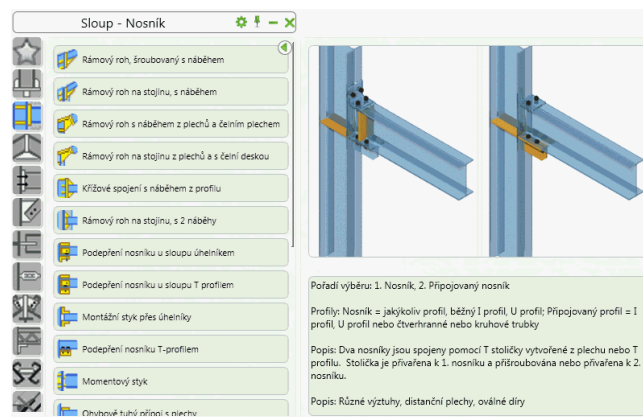 Sloup - Nosník
Rámový roh, šroubovaný s náběhem
Rámový roh na stojinu, s náběhem
Rámový roh s náběhem z plechů a čelním plechem
Rámový roh na stojinu z plechů a s čelní deskou
Křížové spojení s náběhem z profilu
Rámový roh na stojinu, s 2 náběhy
Podepření nosníku u sloupu úhelníkem
Podepření nosníku u sloupu T profilem
Montážní styk přes úhelníky
Podepření nosníku T-profilem
Momentový styk
Ohybově tuhý přípoj s plechy
Pořadí výběru: 1. Nosník, 2. Připojovaný nosník
Profily: Nosník = jakýkoliv profil, běžný I profil, U profil; Připojovaný profil = I
profil, U profil nebo čtverhranné nebo kruhové trubky
Popis: Dva nosníky jsou spojeny pomocí T stoličky vytvořené z plechu nebo T
profilu. Stolička je přivařena k 1. nosníku a přišroubována nebo přivařena k 2.
nosníku.
Popis: Různé výztuhy, distanční plechy, oválné díry